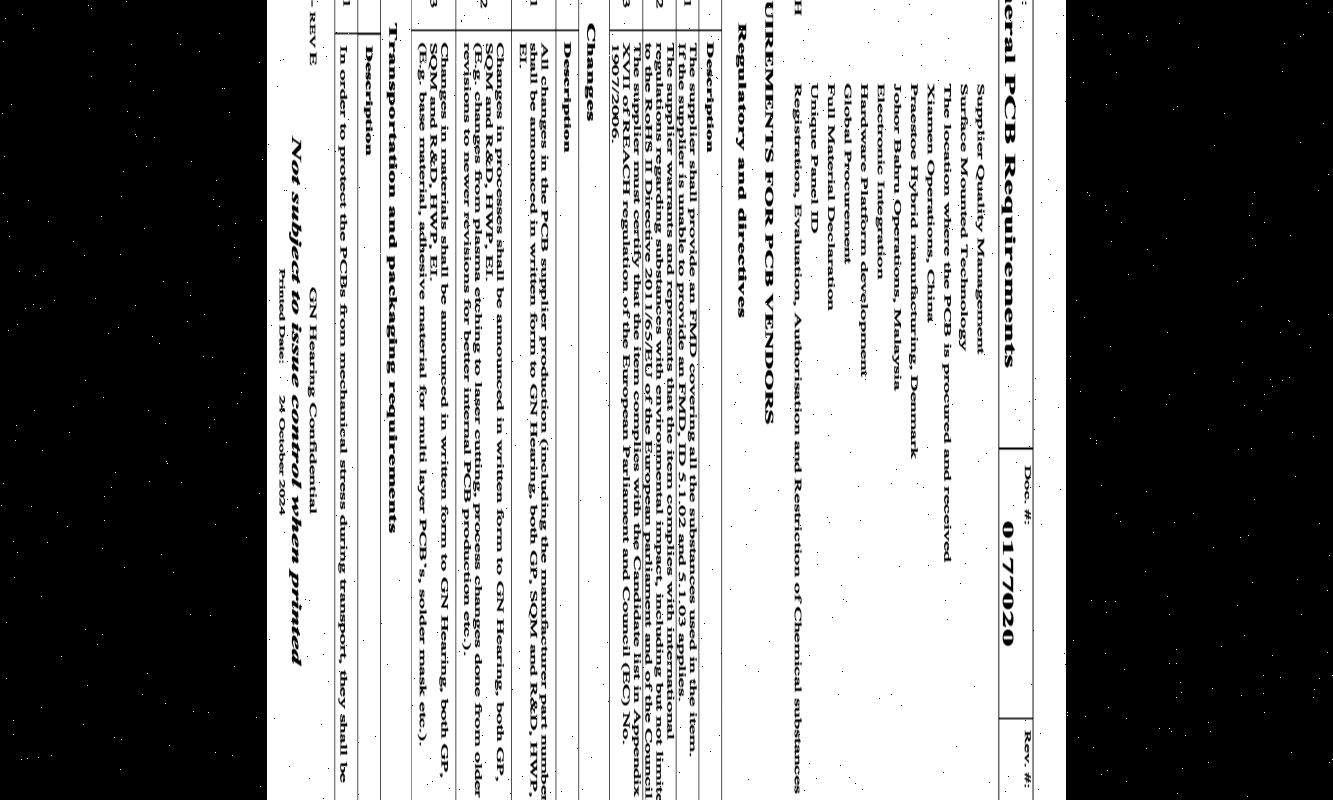 Doc. #:
Rev. #:
eral PCB Requirements
0177020
Supplier Quality Management
Surface Mounted Technology
The location where the PCB is procured and received
Xiamen Operations, China
Praestoe Hybrid manufacturing, Denmark
Johor Bahru Operations, Malaysia
Electronic Integration
Hardware Platform development
Global Procurement
Full Material Declaration
Unique Panel ID
H Registration, Evaluation, Authorisation and Restriction of Chemical substances
UIREMENTS FOR PCB VENDORS
Regulatory and directives
Description
1 The supplier shall provide an FMD covering all the substances used in the item.
If the supplier is unable to provide an FMD, ID 5.1.02 and 5.1.03 applies.
2 The supplier warrants and represents that the item complies with international
regulations regarding substances with environmental impact, including but not limite
to the RoHS II Directive 2011/65/EU of the European parliament and of the Council
3 The supplier must certify that the item complies with the Candidate list in Appendix
XVII of REACH regulation of the European Parliament and Council (EC) No.
1907/2006.
Changes
Description
1 All changes in the PCB supplier production (including the manufacturer part number
shall be announced in written form to GN Hearing, both GP, SQM and R&D, HWP,
EI.
2 Changes in processes shall be announced in written form to GN Hearing, both GP,
SQM and R&D, HWP, EI.
(E.g. changes from plasma etching to laser cutting, process changes done from older
revisions to newer revisions for better internal PCB production etc.).
3 Changes in materials shall be announced in written form to GN Hearing, both GP,
SQM and R&D, HWP, EI.
(E.g. base material, adhesive material for multi layer PCB's, solder mask etc.).
Transportation and packaging requirements
Description
1 In order to protect the PCBs from mechanical stress during transport, they shall be
- REV E
GN Hearing Confidential
Not subject to issue control when printed
Printed Date: 24 October 2024